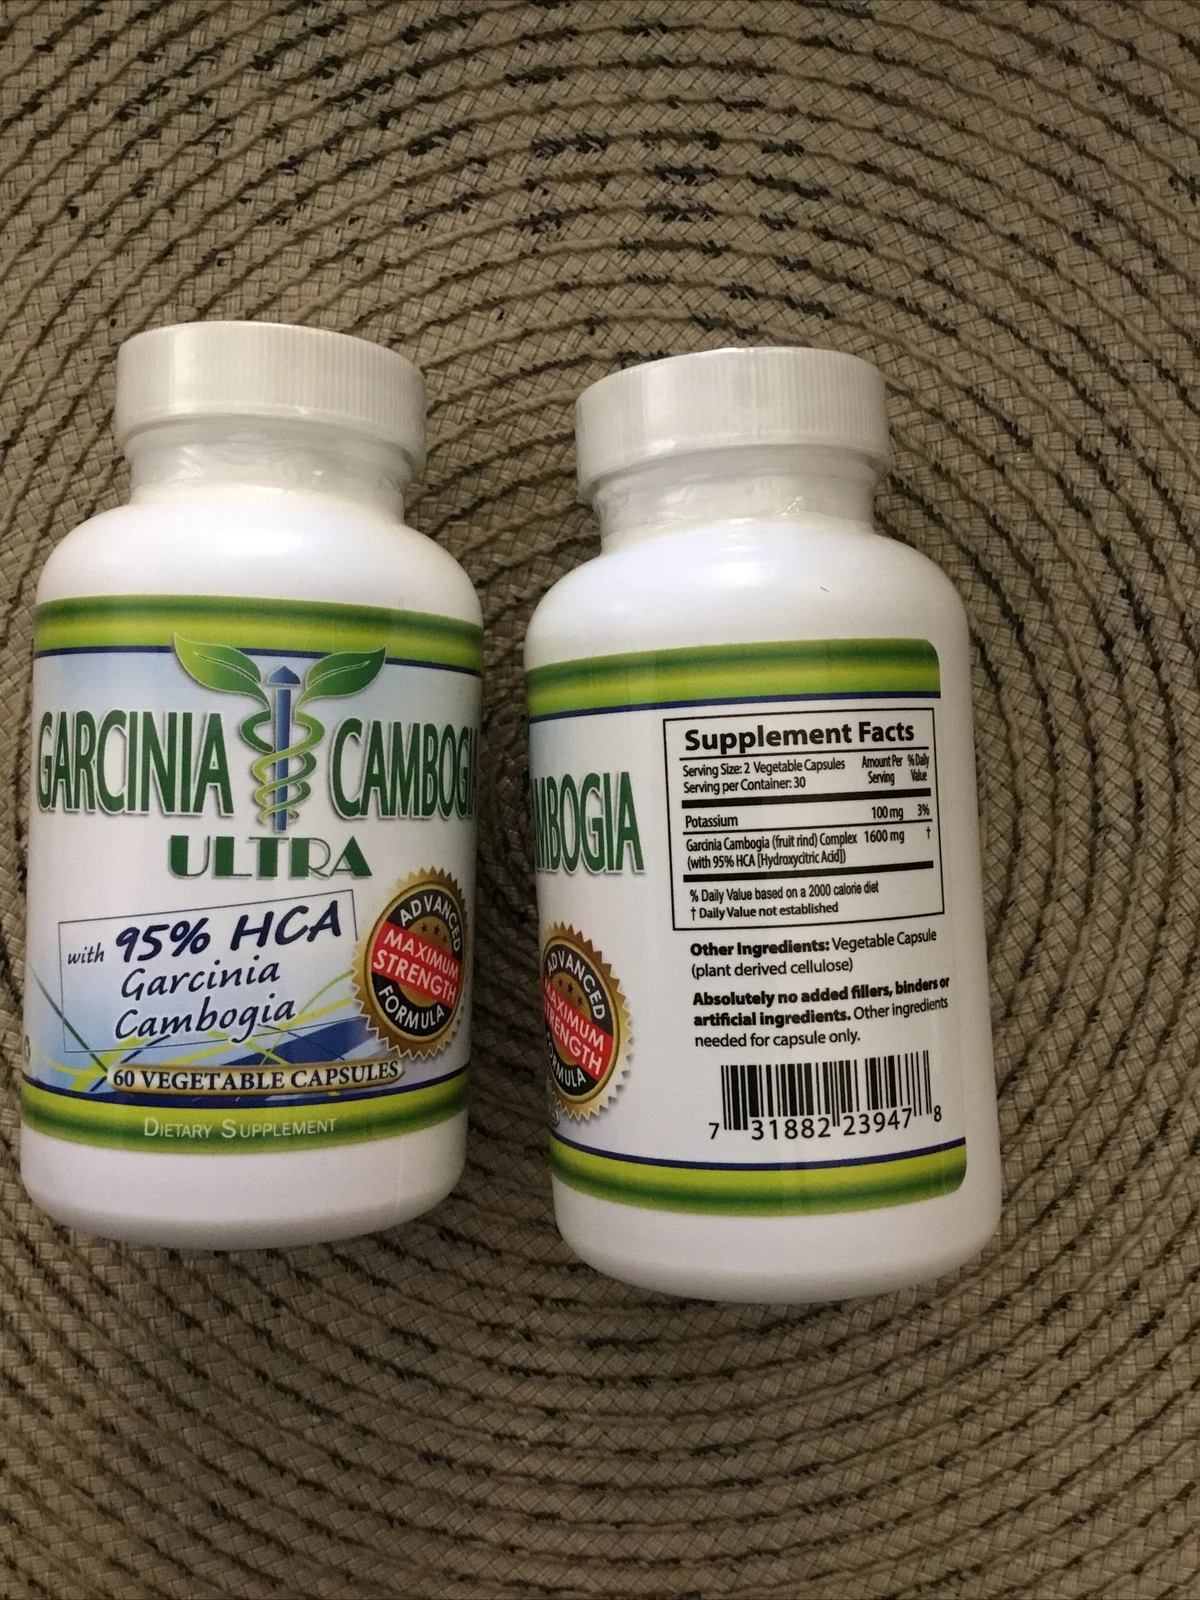 GARCINIA CAMBOGI
ULTRA
with 95% HCA
Garcinia
Cambogia
ADVANCED
MAXIMUM
STRENGTH
FORMULA
60 VEGETABLE CAPSULES
DIETARY SUPPLEMENT
MBOGIA
ADVANCED
MAXIMUM
STRENGTH
FORMULA
Supplement Facts
Serving Size: 2 Vegetable Capsules
Serving per Container: 30
Amount Per Serving
% Daily Value
Potassium 100 mg 3%
Garcinia Cambogia (fruit rind) Complex 1600 mg †
(with 95% HCA [Hydroxycitric Acid])
% Daily Value based on a 2000 calorie diet
† Daily Value not established
Other Ingredients: Vegetable Capsule
(plant derived cellulose)
Absolutely no added fillers, binders or
artificial ingredients. Other ingredients
needed for capsule only.
7 31882 23947 8